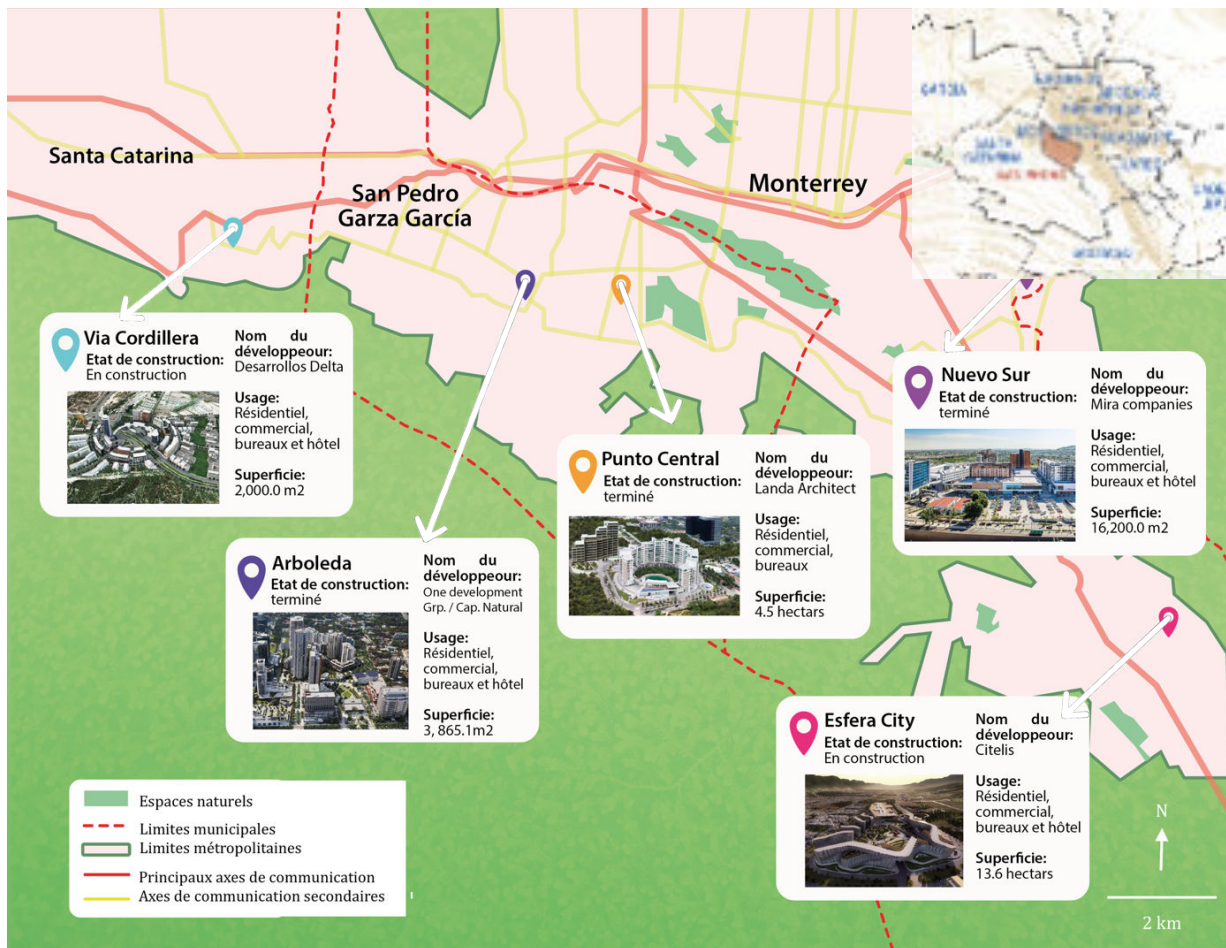 Santa Catarina
San Pedro
Garza García
Monterrey
GARCIA
SANTA
CATARINA
Via Cordillera
Etat de construction:
En construction
Nom du
développeour:
Desarrollos Delta
Usage:
Résidentiel,
commercial,
bureaux et hôtel
Superficie:
2,000.0 m2
Arboleda
Etat de construction:
terminé
Nom du
développeour:
One development
Grp. / Cap. Natural
Usage:
Résidentiel,
commercial,
bureaux et hôtel
Superficie:
3, 865.1m2
Punto Central
Etat de construction:
terminé
Nom du
développeour:
Landa Architect
Usage:
Résidentiel,
commercial,
bureaux
Superficie:
4.5 hectars
Nuevo Sur
Etat de construction:
terminé
Nom du
développeour:
Mira companies
Usage:
Résidentiel,
commercial,
bureaux et hôtel
Superficie:
16,200.0 m2
Esfera City
Etat de construction:
En construction
Nom du
développeour:
Citelis
Usage:
Résidentiel,
commercial,
bureaux et hôtel
Superficie:
13.6 hectars
Espaces naturels
Limites municipales
Limites métropolitaines
Principaux axes de communication
Axes de communication secondaires
N
2 km